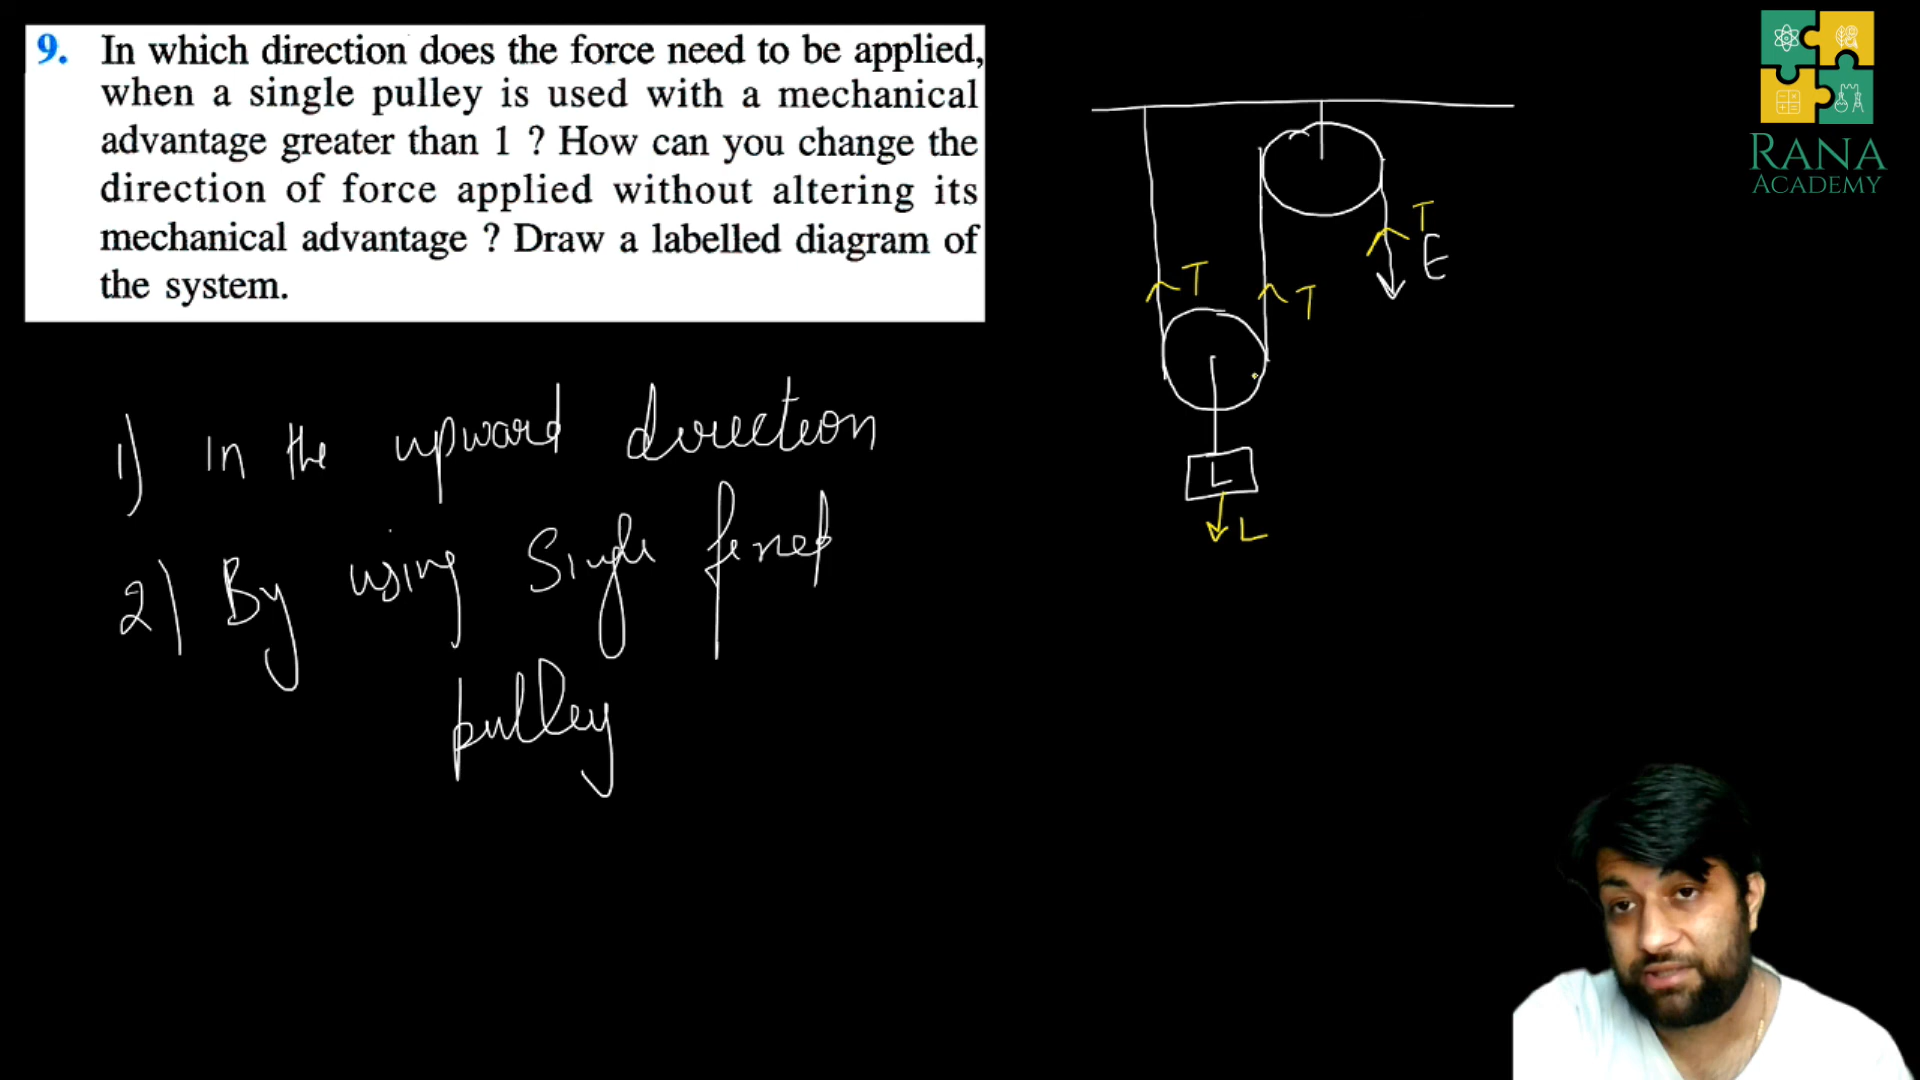 9. In which direction does the force need to be applied,
when a single pulley is used with a mechanical
advantage greater than 1 ? How can you change the
direction of force applied without altering its
mechanical advantage ? Draw a labelled diagram of
the system.
1) in the upward direction
2) By using Single fixed
pulley
T
E
T
T
L
L
RANA
ACADEMY